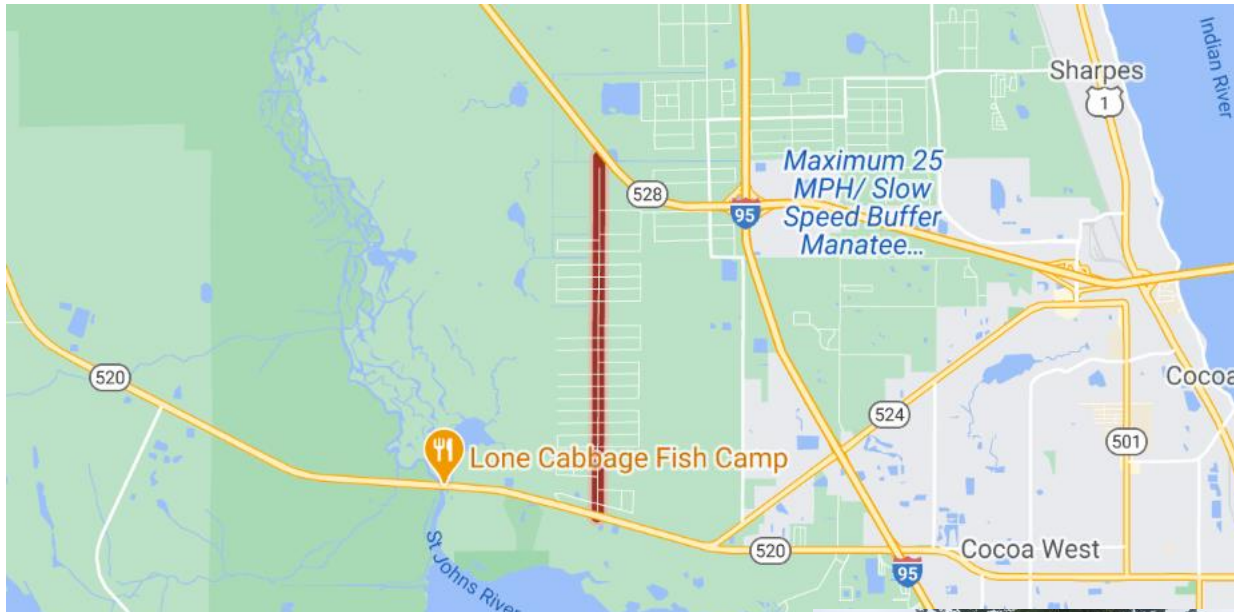 Indian River
Sharpes
1
Maximum 25
MPH/ Slow
Speed Buffer
Manatee...
528
95
520
Cocoa
524
501
Lone Cabbage Fish Camp
St Johns River
520
Cocoa West
95